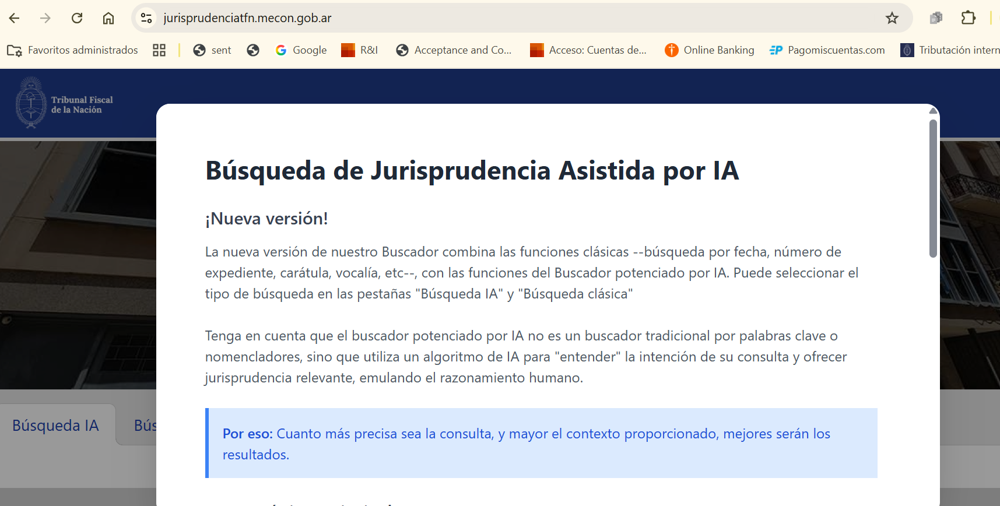 jurisprudenciatfn.mecon.gob.ar
Favoritos administrados
sent
Google
R&I
Acceptance and Co...
Acceso: Cuentas de...
Online Banking
Pagomiscuentas.com
Tributación intern
Tribunal Fiscal
de la Nación
Búsqueda de Jurisprudencia Asistida por IA
¡Nueva versión!
La nueva versión de nuestro Buscador combina las funciones clásicas --búsqueda por fecha, número de
expediente, carátula, vocalía, etc--, con las funciones del Buscador potenciado por IA. Puede seleccionar el
tipo de búsqueda en las pestañas "Búsqueda IA" y "Búsqueda clásica"
Tenga en cuenta que el buscador potenciado por IA no es un buscador tradicional por palabras clave o
nomencladores, sino que utiliza un algoritmo de IA para "entender" la intención de su consulta y ofrecer
jurisprudencia relevante, emulando el razonamiento humano.
Búsqueda IA
Bús
Por eso: Cuanto más precisa sea la consulta, y mayor el contexto proporcionado, mejores serán los
resultados.